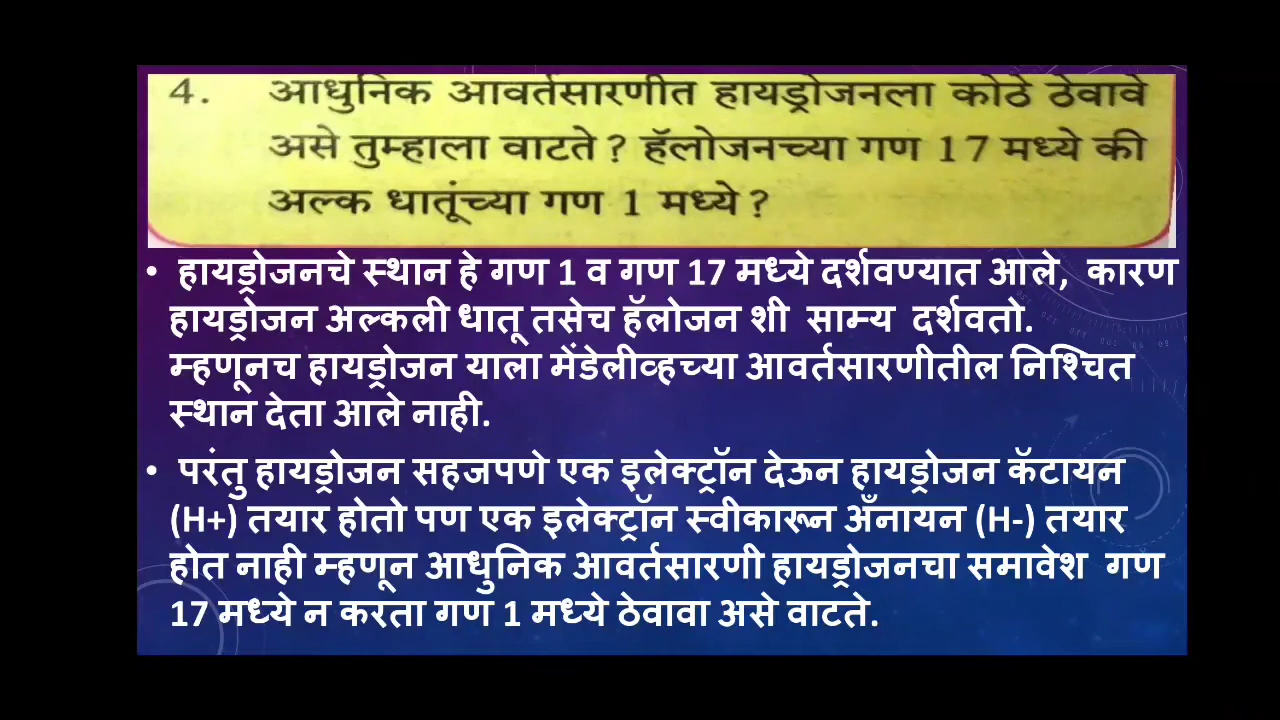 4. आधुनिक आवर्तसारणीत हायड्रोजनला कोठे ठेवावे
असे तुम्हाला वाटते ? हॅलोजनच्या गण 17 मध्ये की
अल्क धातूंच्या गण 1 मध्ये ?
• हायड्रोजनचे स्थान हे गण 1 व गण 17 मध्ये दर्शवण्यात आले, कारण
हायड्रोजन अल्कली धातू तसेच हॅलोजन शी साम्य दर्शवतो.
म्हणूनच हायड्रोजन याला मेंडेलीव्हच्या आवर्तसारणीतील निश्चित
स्थान देता आले नाही.
• परंतु हायड्रोजन सहजपणे एक इलेक्ट्रॉन देऊन हायड्रोजन कॅटायन
(H+) तयार होतो पण एक इलेक्ट्रॉन स्वीकारून अँनायन (H-) तयार
होत नाही म्हणून आधुनिक आवर्तसारणी हायड्रोजनचा समावेश गण
17 मध्ये न करता गण 1 मध्ये ठेवावा असे वाटते.